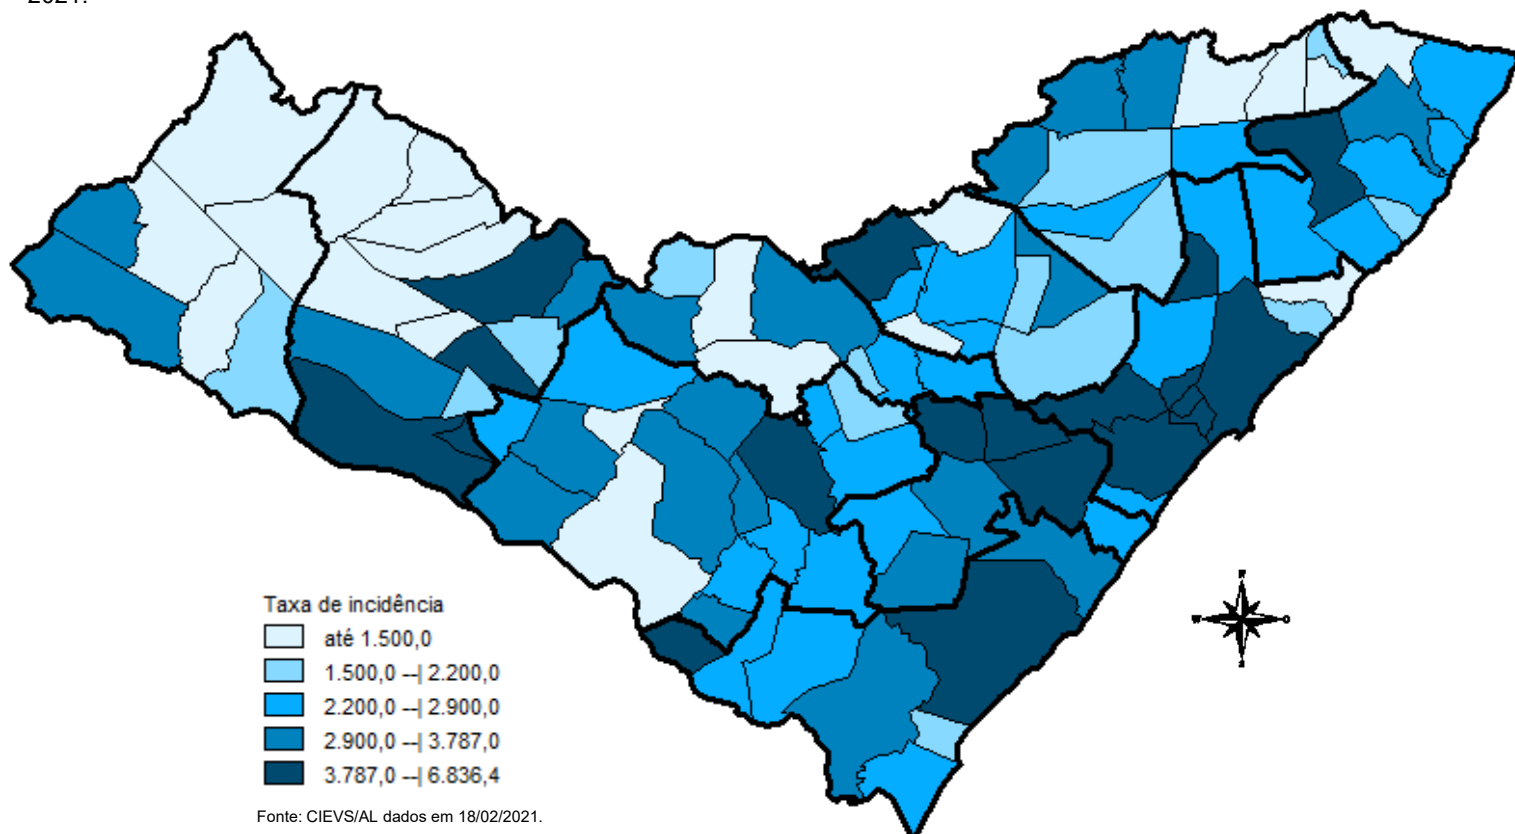 2021.
Taxa de incidência
até 1.500,0
1.500,0 --| 2.200,0
2.200,0 --| 2.900,0
2.900,0 --| 3.787,0
3.787,0 --| 6.836,4
Fonte: CIEVS/AL dados em 18/02/2021.